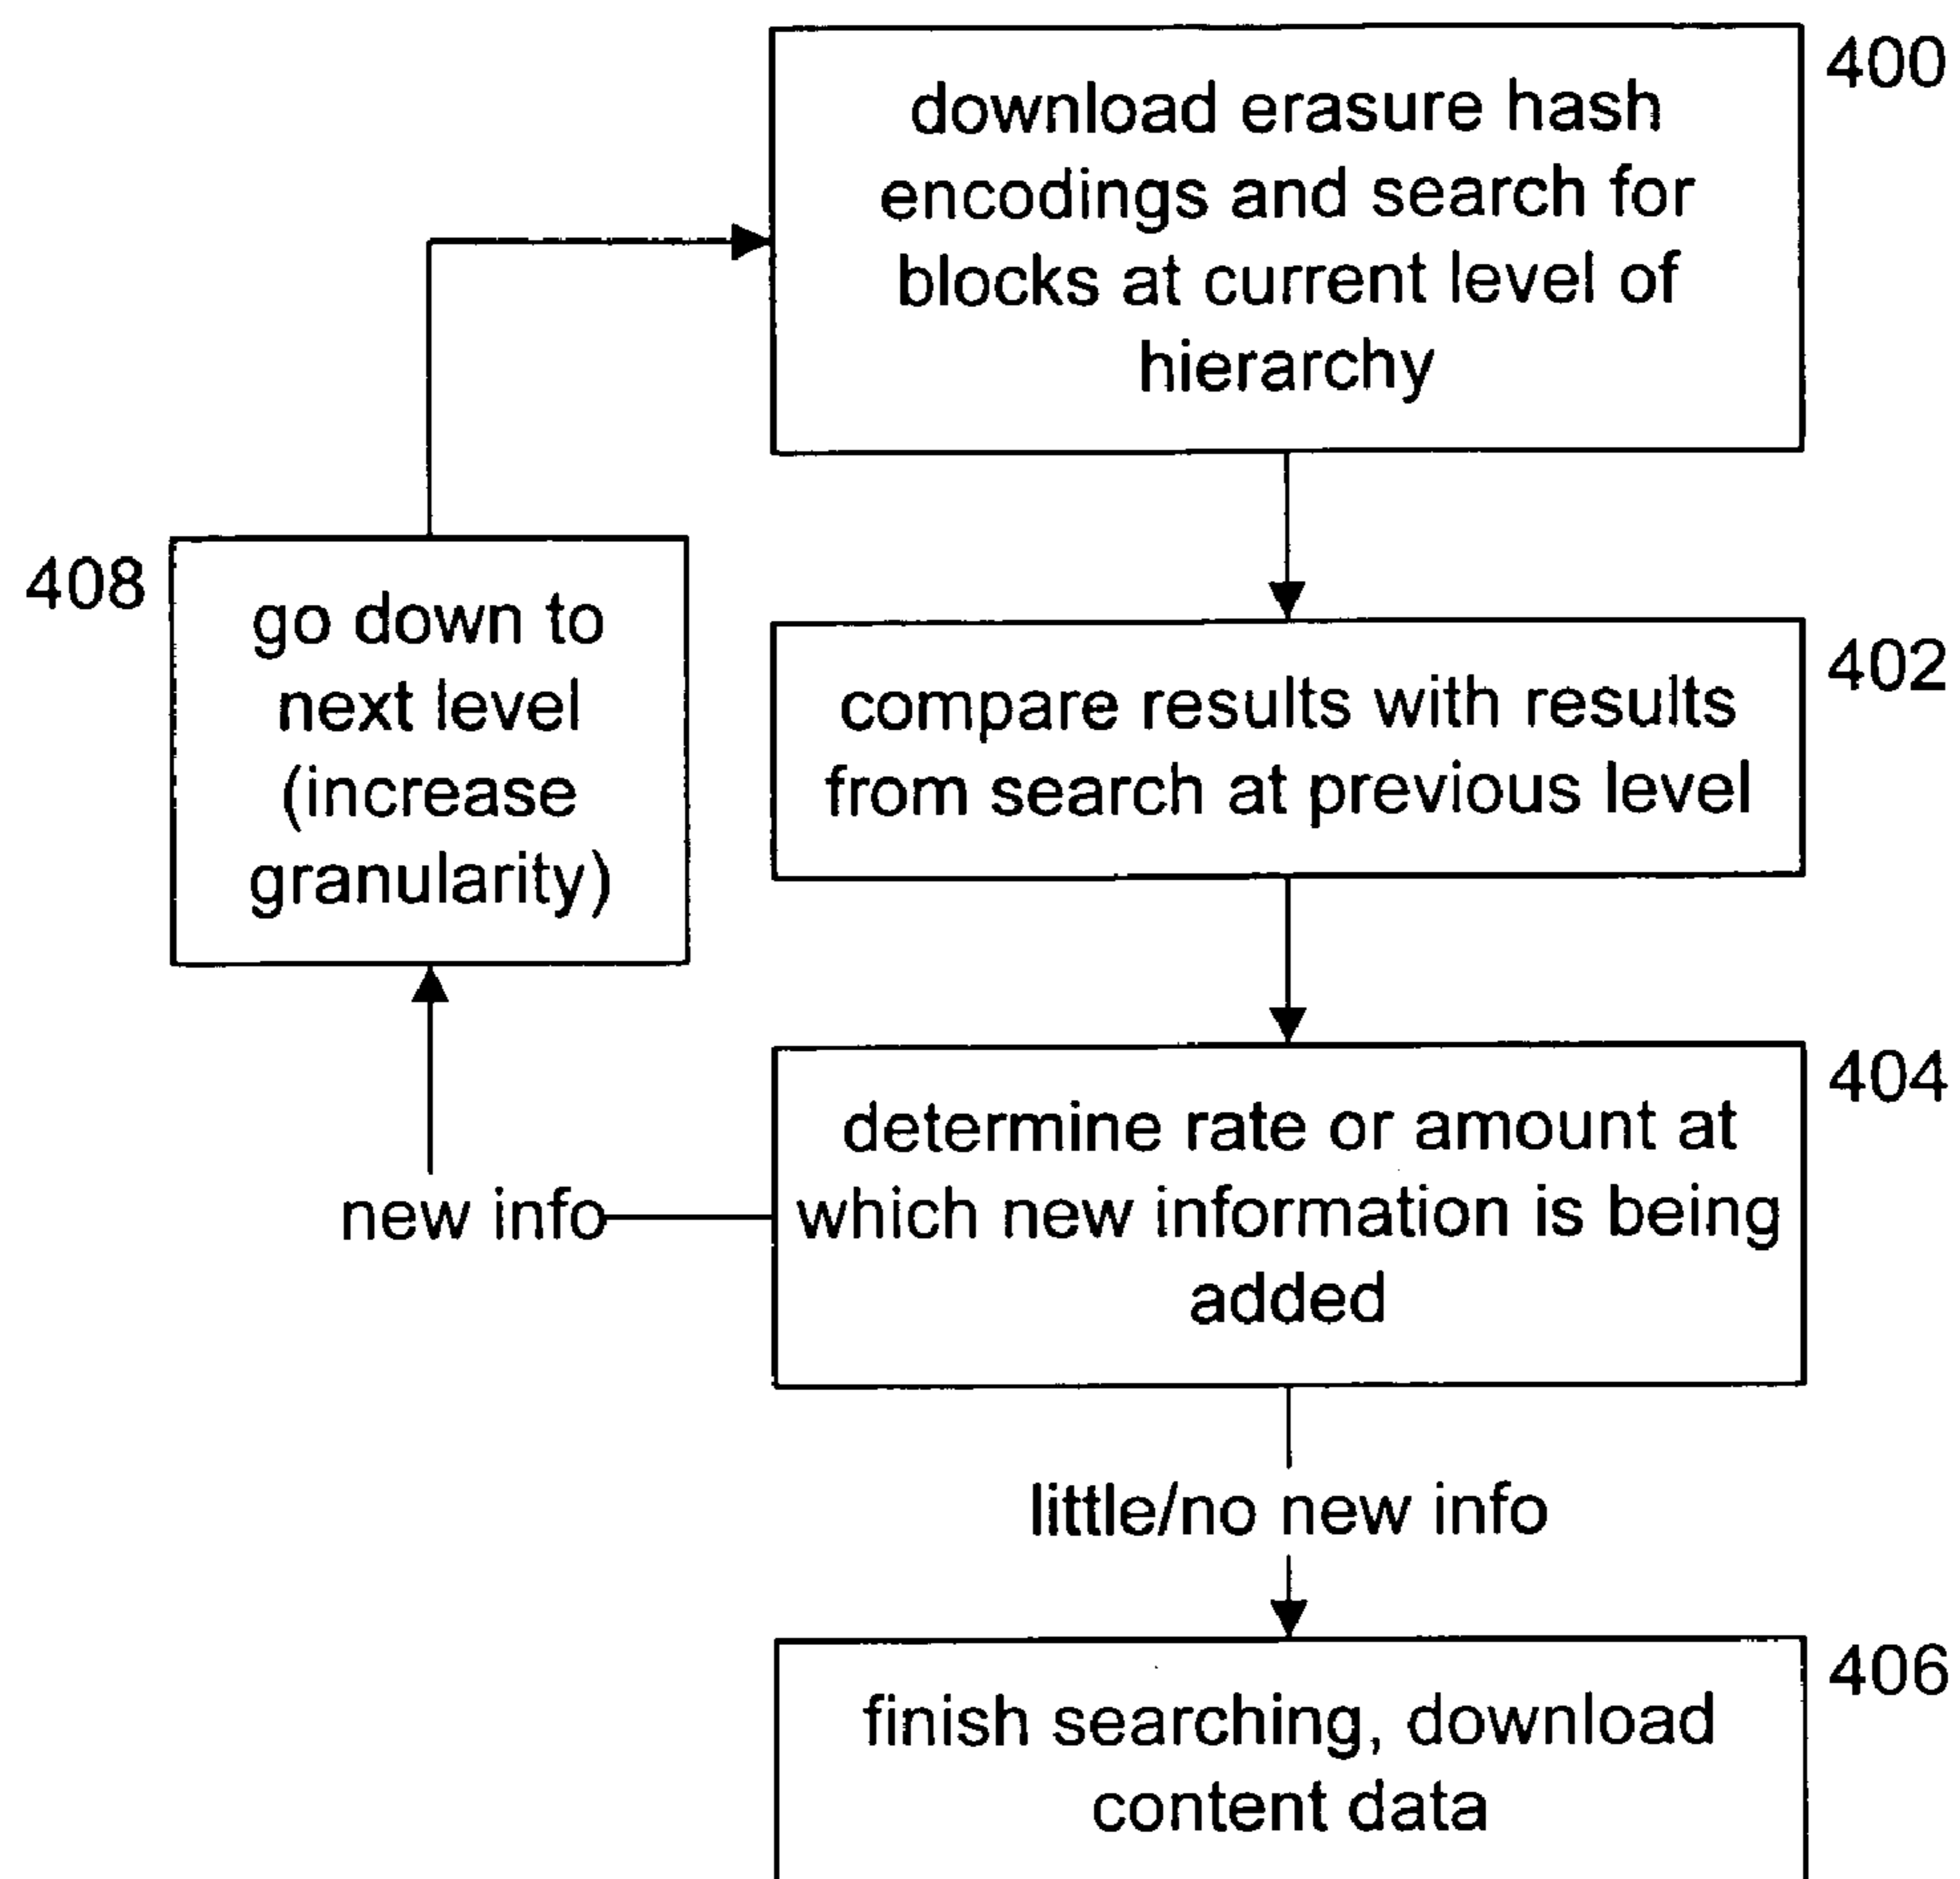 400
download erasure hash
encodings and search for
blocks at current level of
hierarchy
408
go down to
next level
(increase
granularity)
402
compare results with results
from search at previous level
404
determine rate or amount at
which new information is being
added
new info
little/no new info
406
finish searching, download
content data